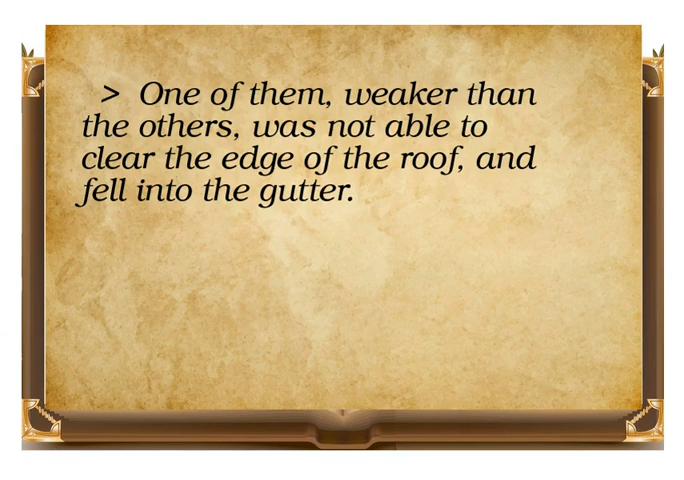 > One of them, weaker than
the others, was not able to
clear the edge of the roof, and
fell into the gutter.